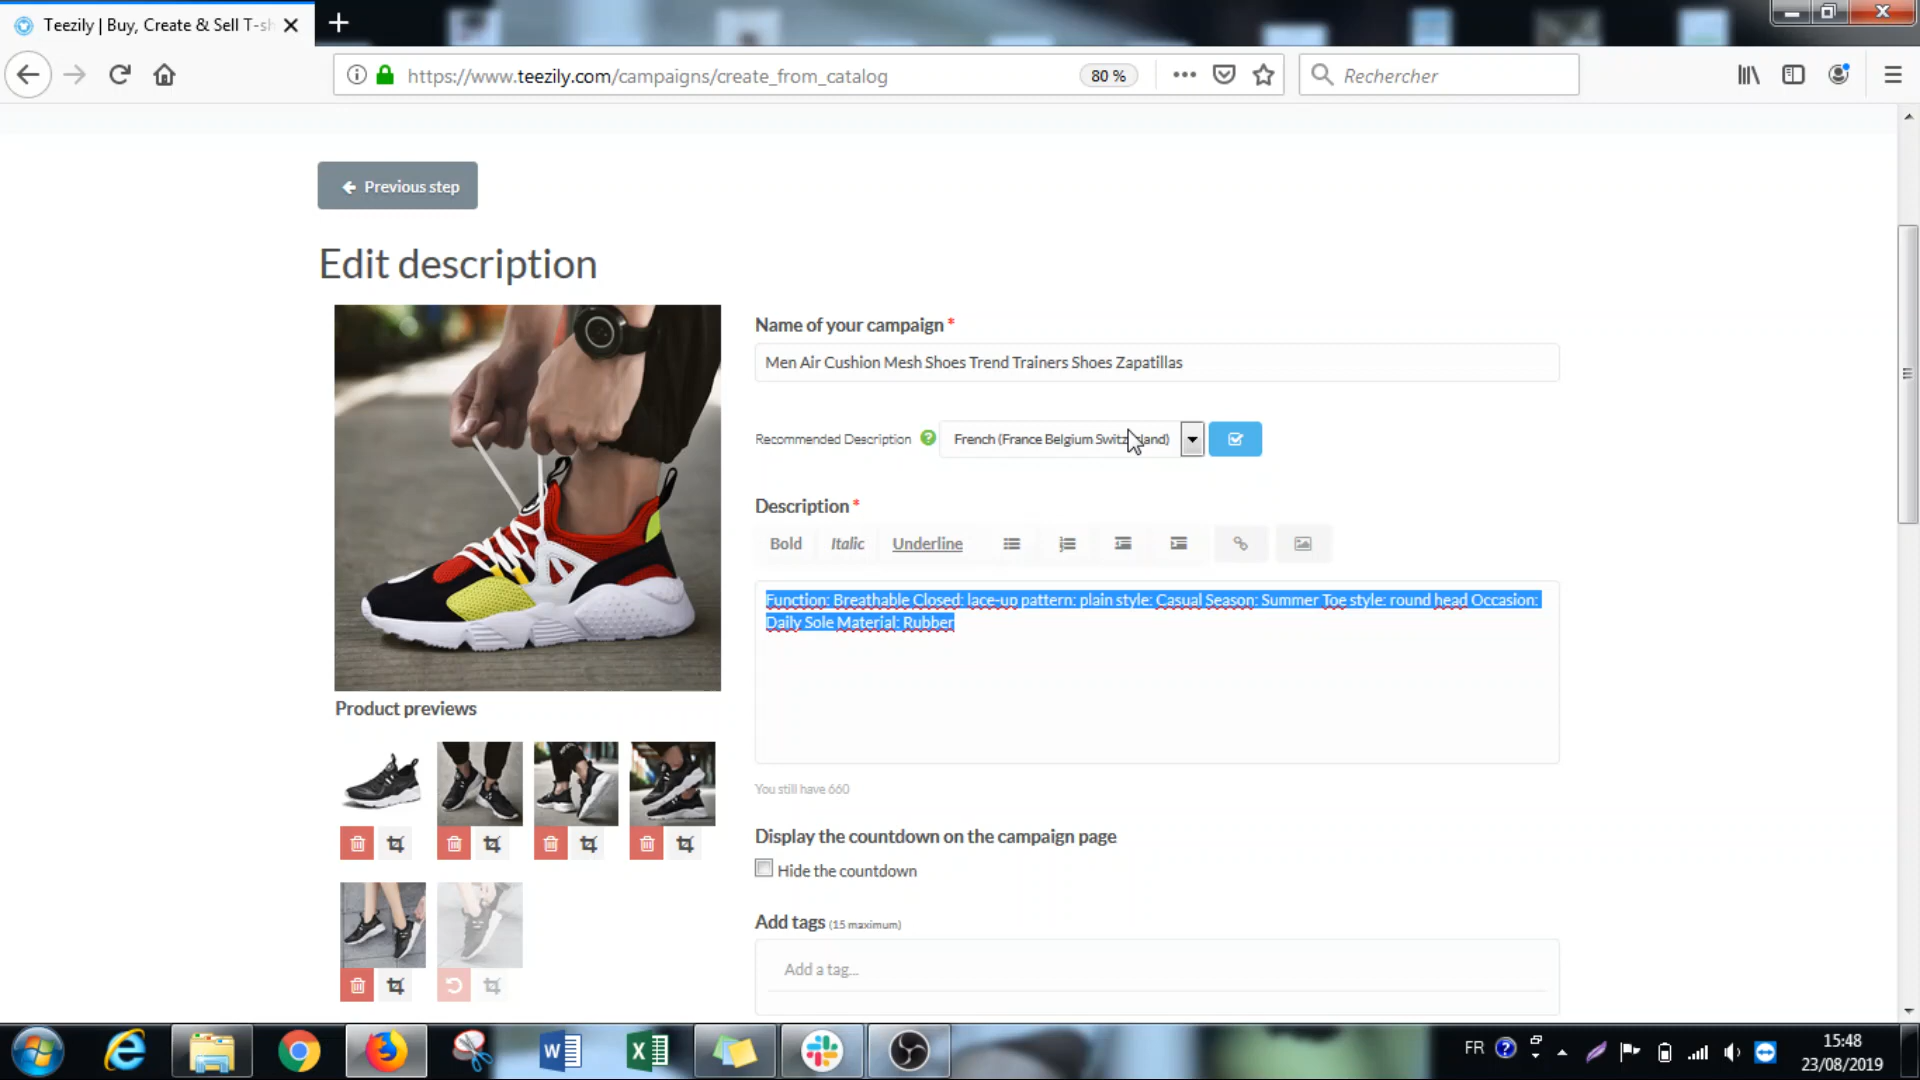 Teezily | Buy, Create & Sell T-sh
https://www.teezily.com/campaigns/create_from_catalog
80 %
Rechercher
Previous step
Edit description
Name of your campaign *
Men Air Cushion Mesh Shoes Trend Trainers Shoes Zapatillas
Recommended Description
French (France Belgium Switzerland)
Description *
Bold Italic Underline
Function: Breathable Closed: lace-up pattern: plain style: Casual Season: Summer Toe style: round head Occasion:
Daily Sole Material: Rubber
Product previews
You still have 660
Display the countdown on the campaign page
Hide the countdown
Add tags (15 maximum)
Add a tag...
FR
15:48
23/08/2019